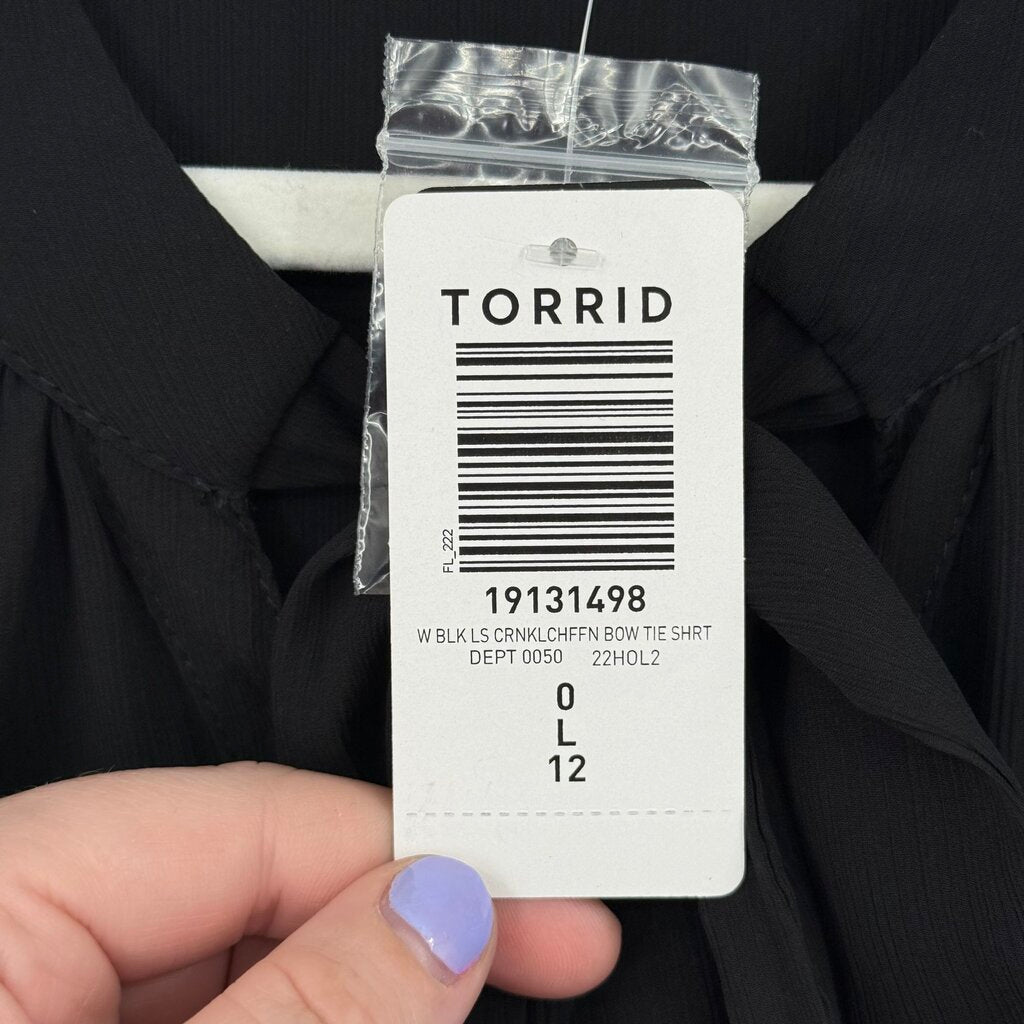 TORRID
FL_222
19131498
W BLK LS CRNKLCHFFN BOW TIE SHRT
DEPT 0050 22HOL2
0
L
12